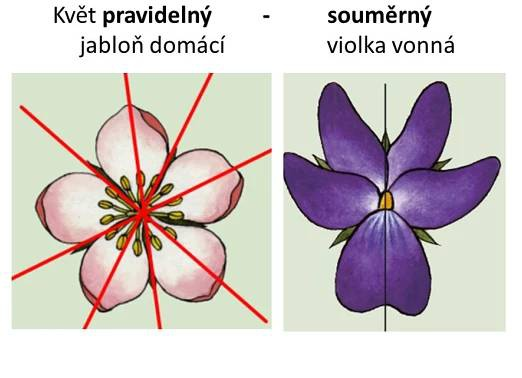 Květ pravidelný - souměrný
jabloň domácí violka vonná